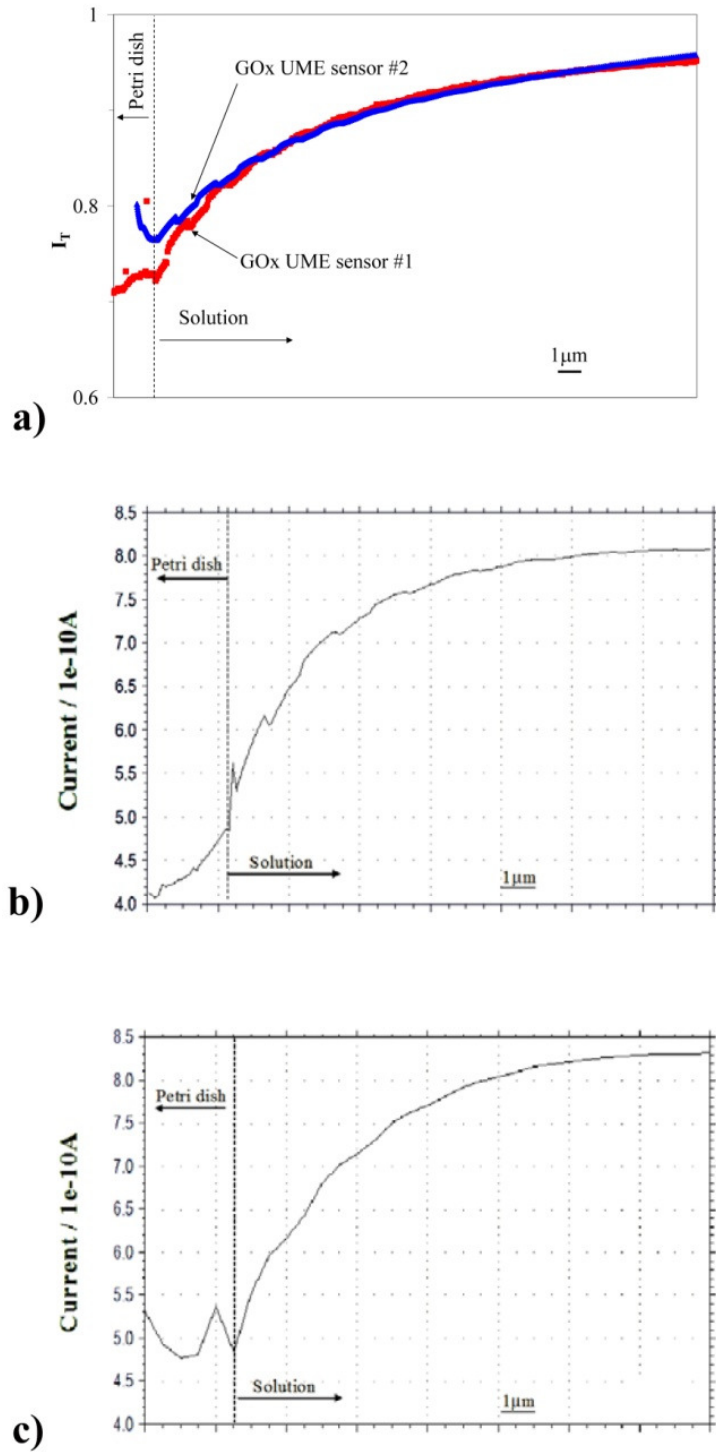 1
Petri dish
GOx UME sensor #2
0.8
I_T
GOx UME sensor #1
Solution
1µm
0.6
a)
8.5
Petri dish
8.0
7.5
7.0
6.5
6.0
5.5
5.0
4.5
4.0
Current / 1e-10A
Solution
1µm
b)
8.5
Petri dish
8.0
7.5
7.0
6.5
6.0
5.5
5.0
4.5
4.0
Current / 1e-10A
Solution
1µm
c)